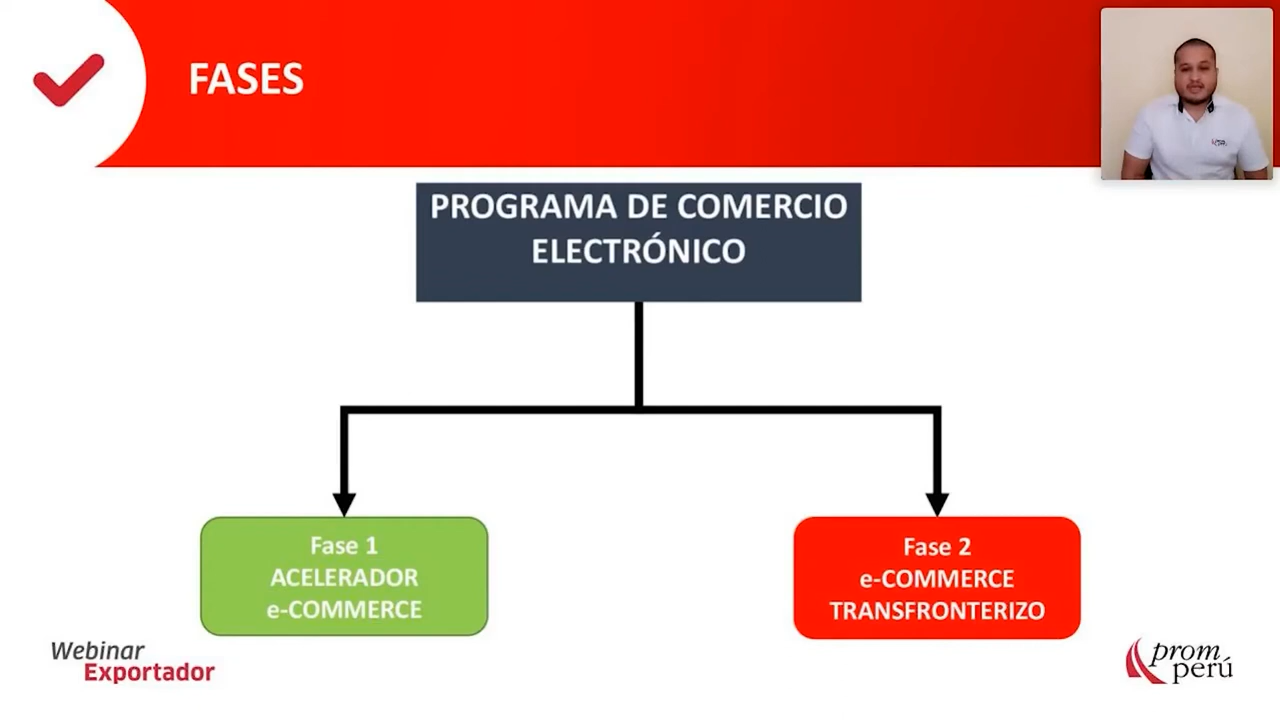 FASES
PROGRAMA DE COMERCIO
ELECTRÓNICO
Fase 1
ACELERADOR
e-COMMERCE
Fase 2
e-COMMERCE
TRANSFRONTERIZO
Webinar
Exportador
prom
perú